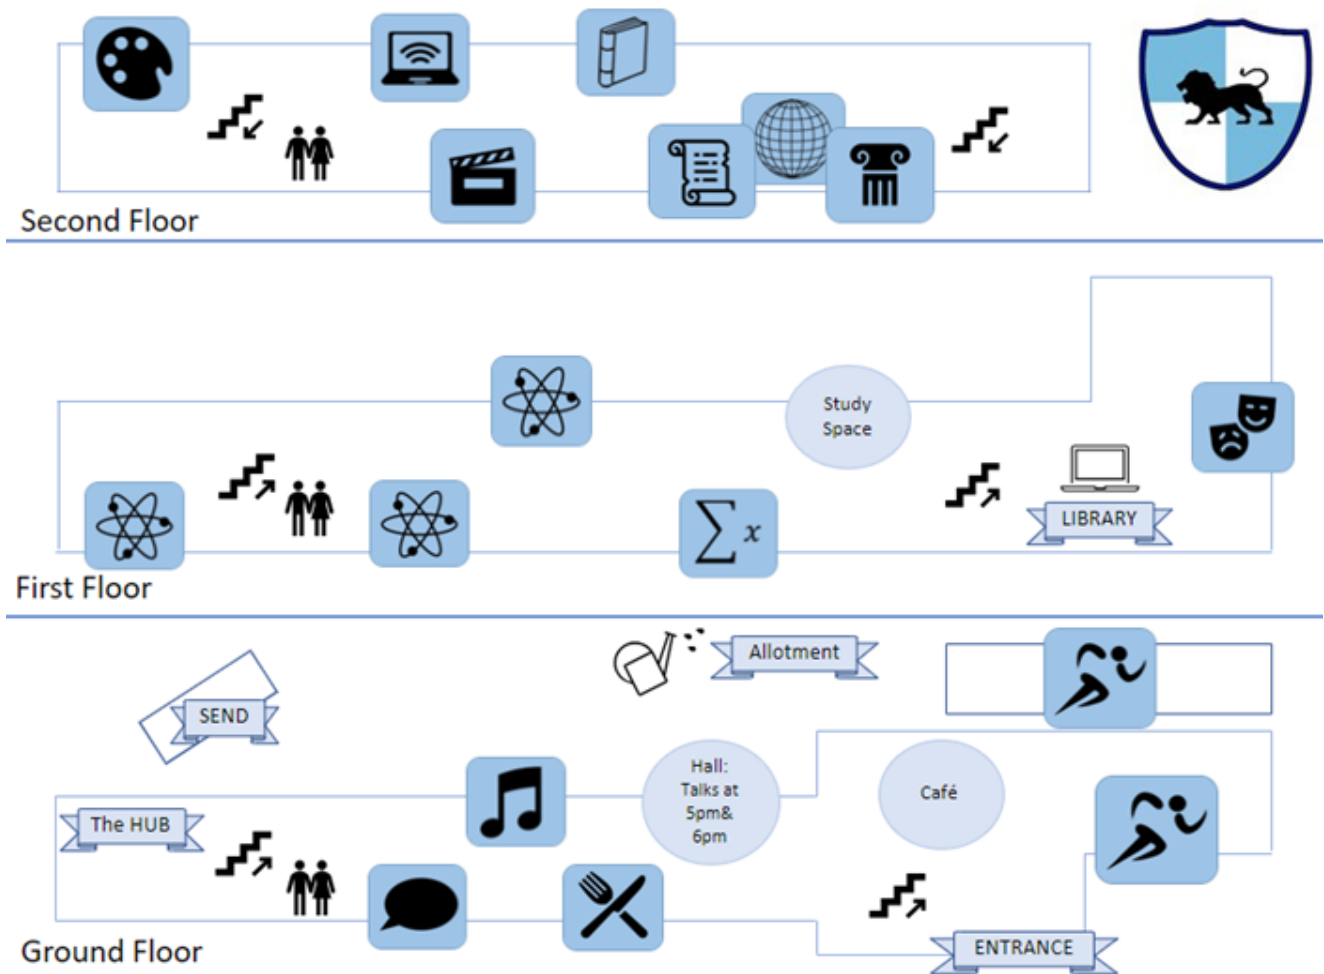 Second Floor
Study
Space
LIBRARY
∑ x
First Floor
Allotment
SEND
Hall:
Talks at
5pm&
6pm
Café
The HUB
ENTRANCE
Ground Floor